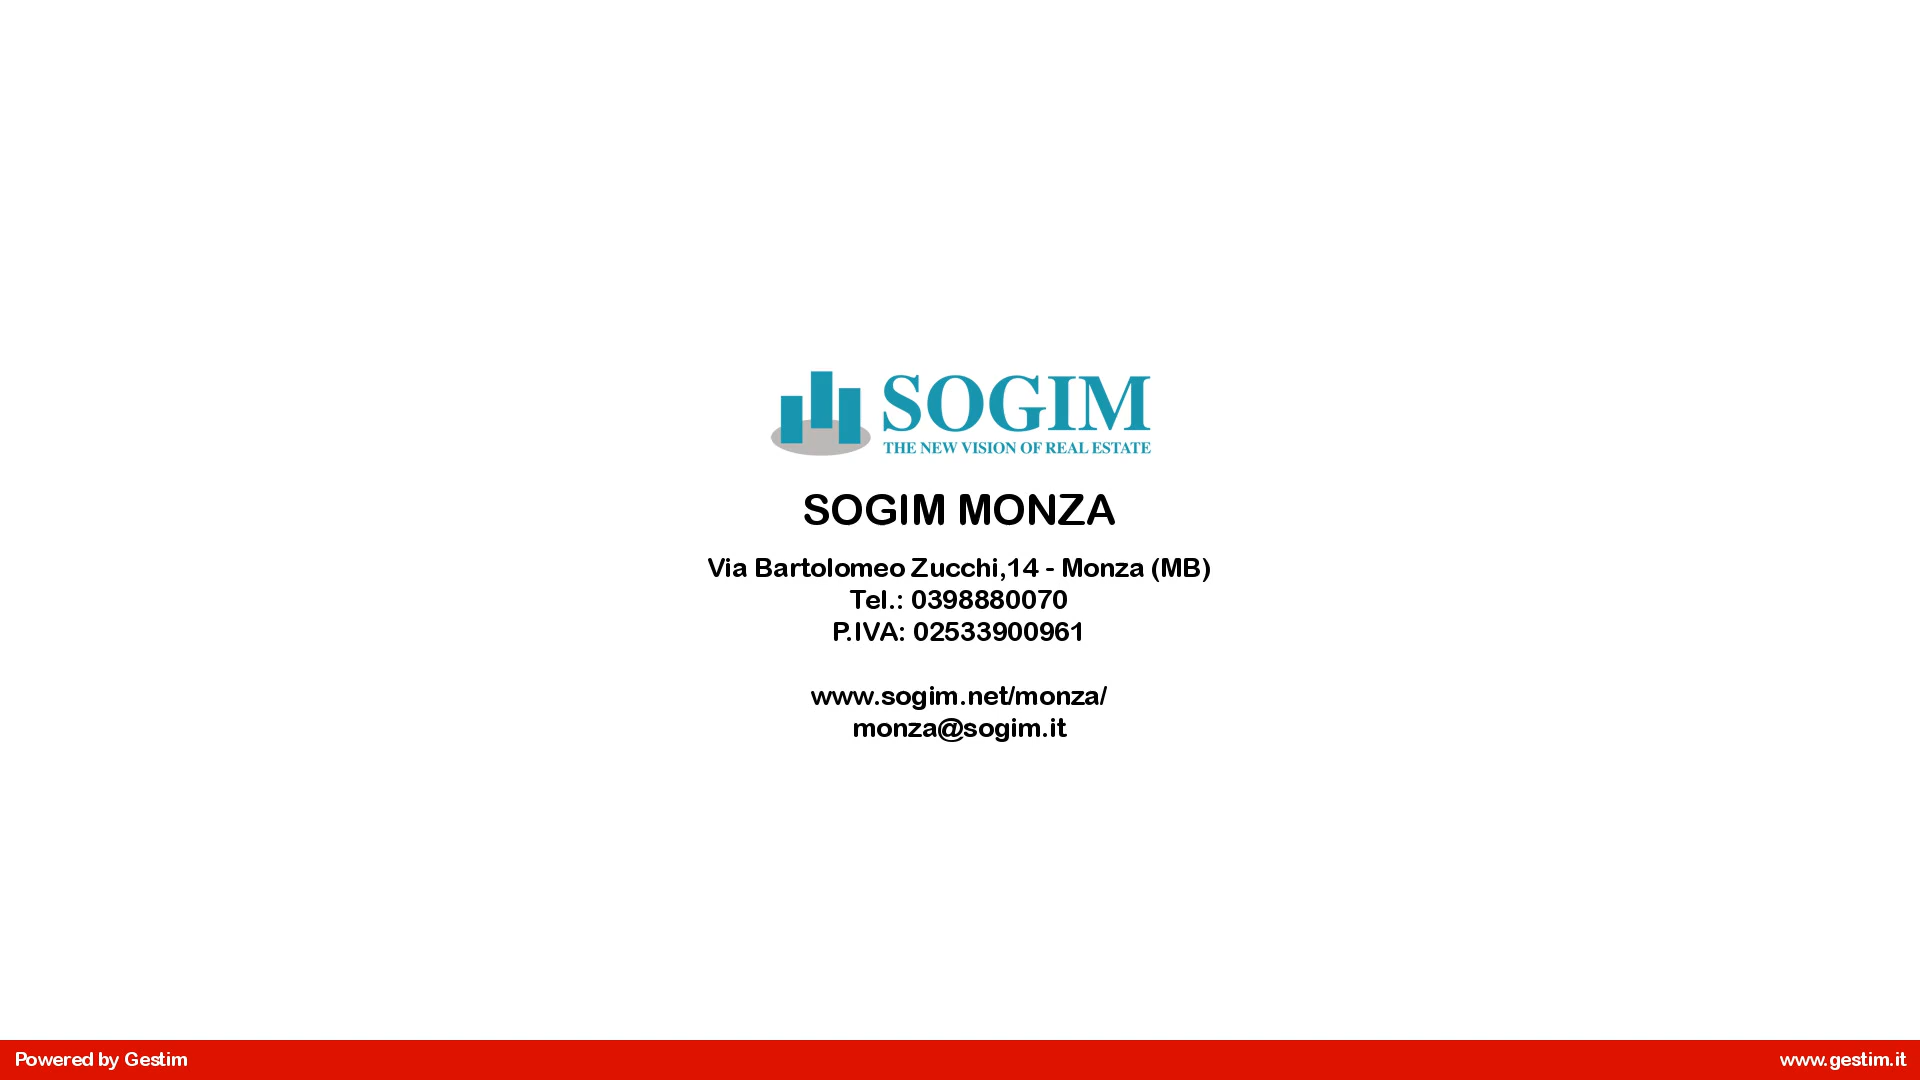 SOGIM
THE NEW VISION OF REAL ESTATE
SOGIM MONZA
Via Bartolomeo Zucchi,14 - Monza (MB)
Tel.: 0398880070
P.IVA: 02533900961
www.sogim.net/monza/
monza@sogim.it
Powered by Gestim
www.gestim.it